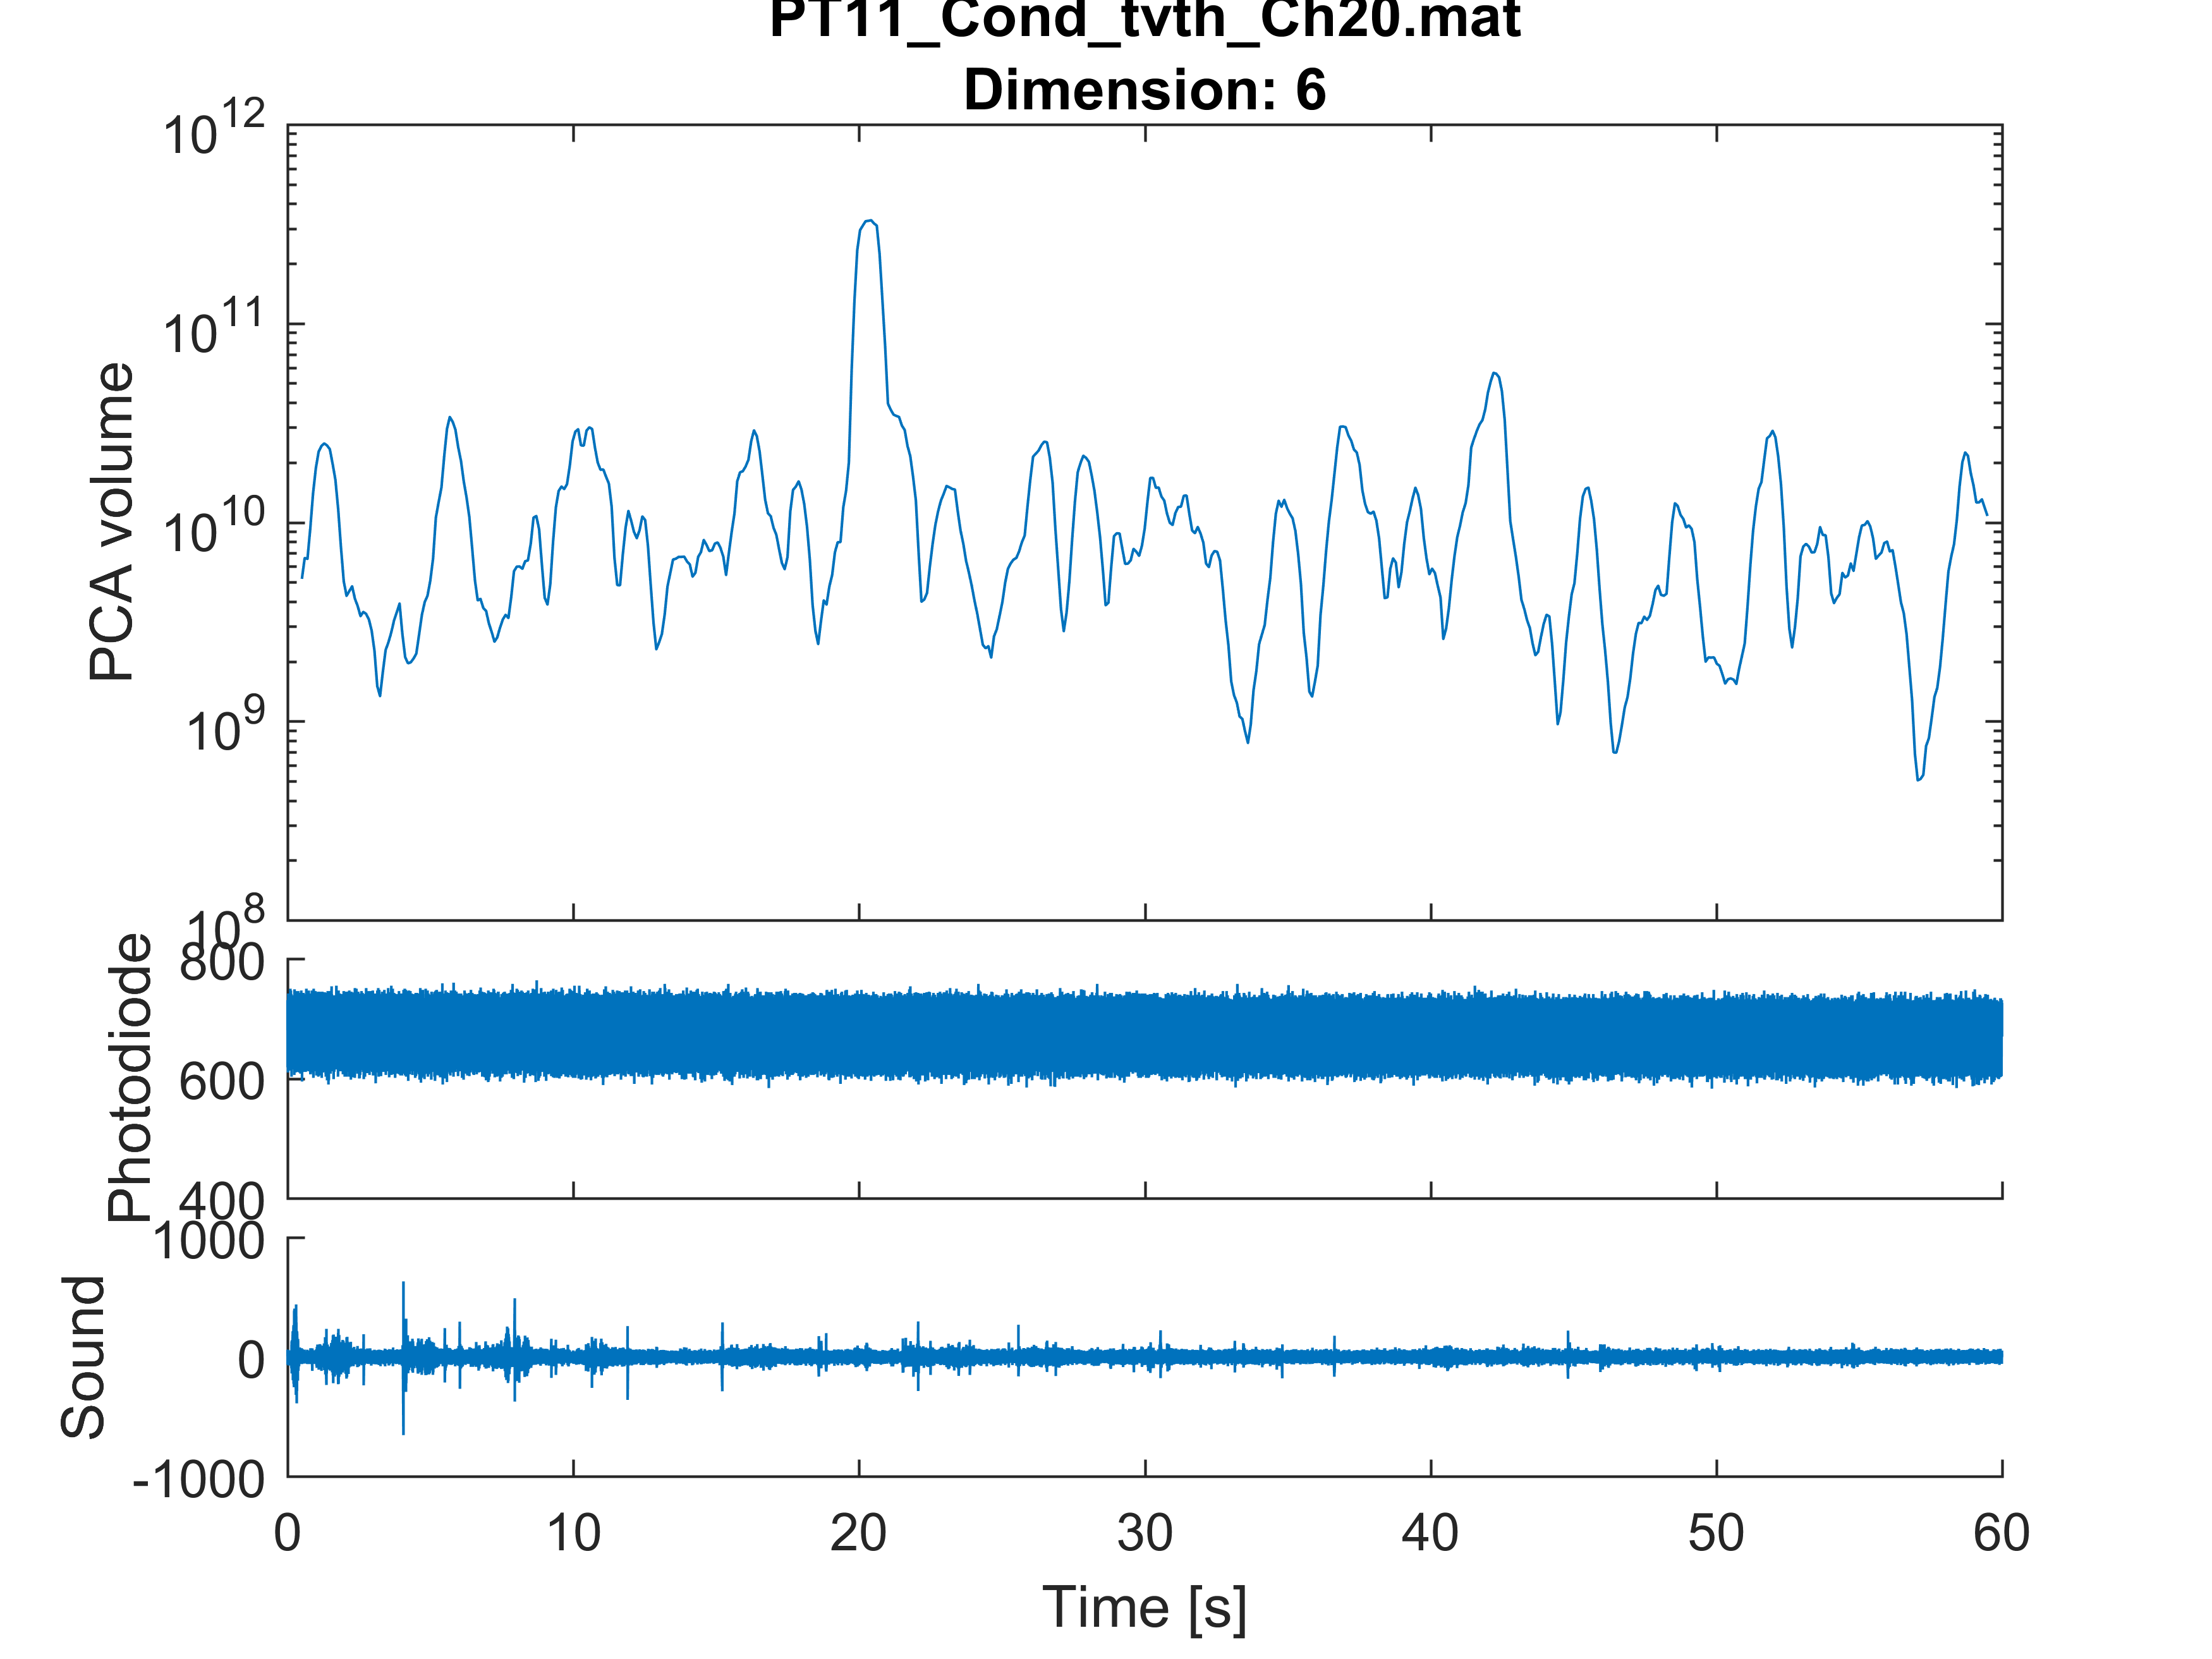 PT11_Cond_tvth_Ch20.mat
Dimension: 6
10^12
10^11
10^10
10^9
10^8
PCA volume
800
600
400
Photodiode
1000
0
-1000
Sound
0 10 20 30 40 50 60
Time [s]